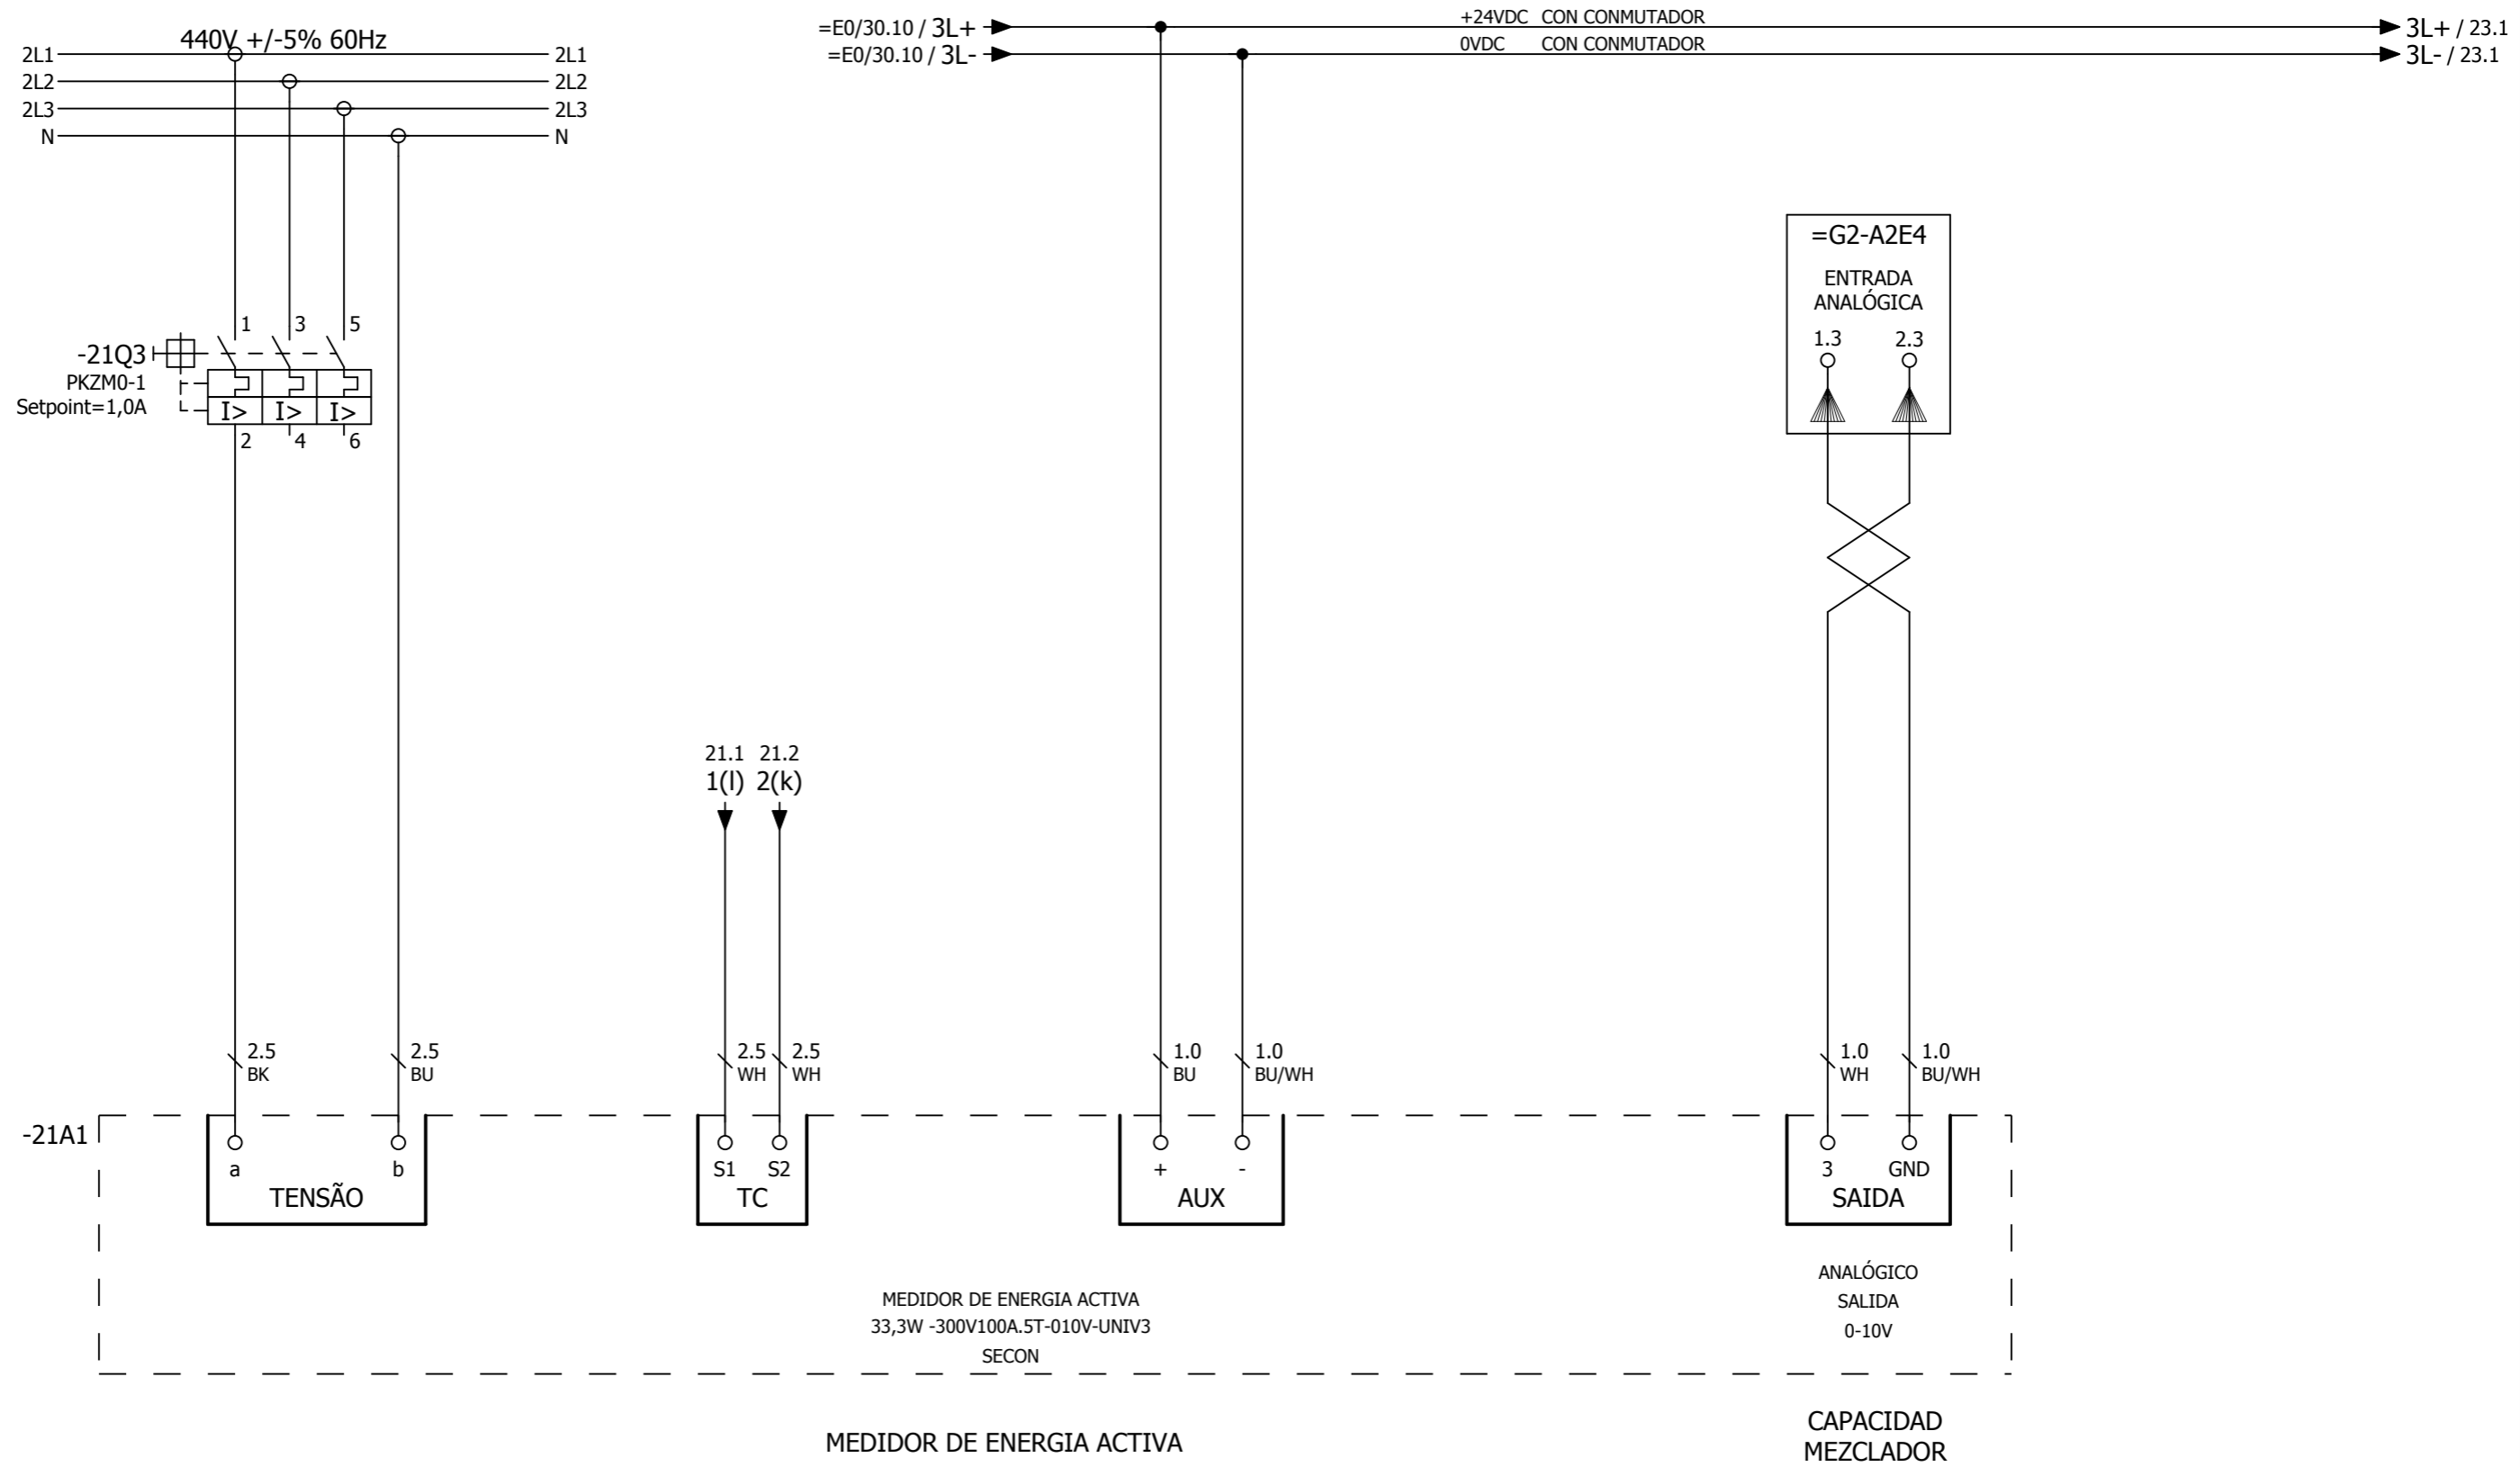 =E0/30.10 / 3L+ +24VDC CON CONMUTADOR 3L+ / 23.1
=E0/30.10 / 3L- 0VDC CON CONMUTADOR 3L- / 23.1
440V +/-5% 60Hz
2L1 2L1
2L2 2L2
2L3 2L3
N N
=G2-A2E4
ENTRADA
ANALÓGICA
1.3 2.3
1 3 5
-21Q3
PKZM0-1
Setpoint=1,0A
I> I> I>
2 4 6
21.1 21.2
1(l) 2(k)
2.5 2.5 2.5 2.5 1.0 1.0 1.0 1.0
BK BU WH WH BU BU/WH WH BU/WH
-21A1
a b S1 S2 + - 3 GND
TENSÃO TC AUX SAIDA
MEDIDOR DE ENERGIA ACTIVA
33,3W -300V100A.5T-010V-UNIV3
SECON
ANALÓGICO
SALIDA
0-10V
MEDIDOR DE ENERGIA ACTIVA
CAPACIDAD
MEZCLADOR